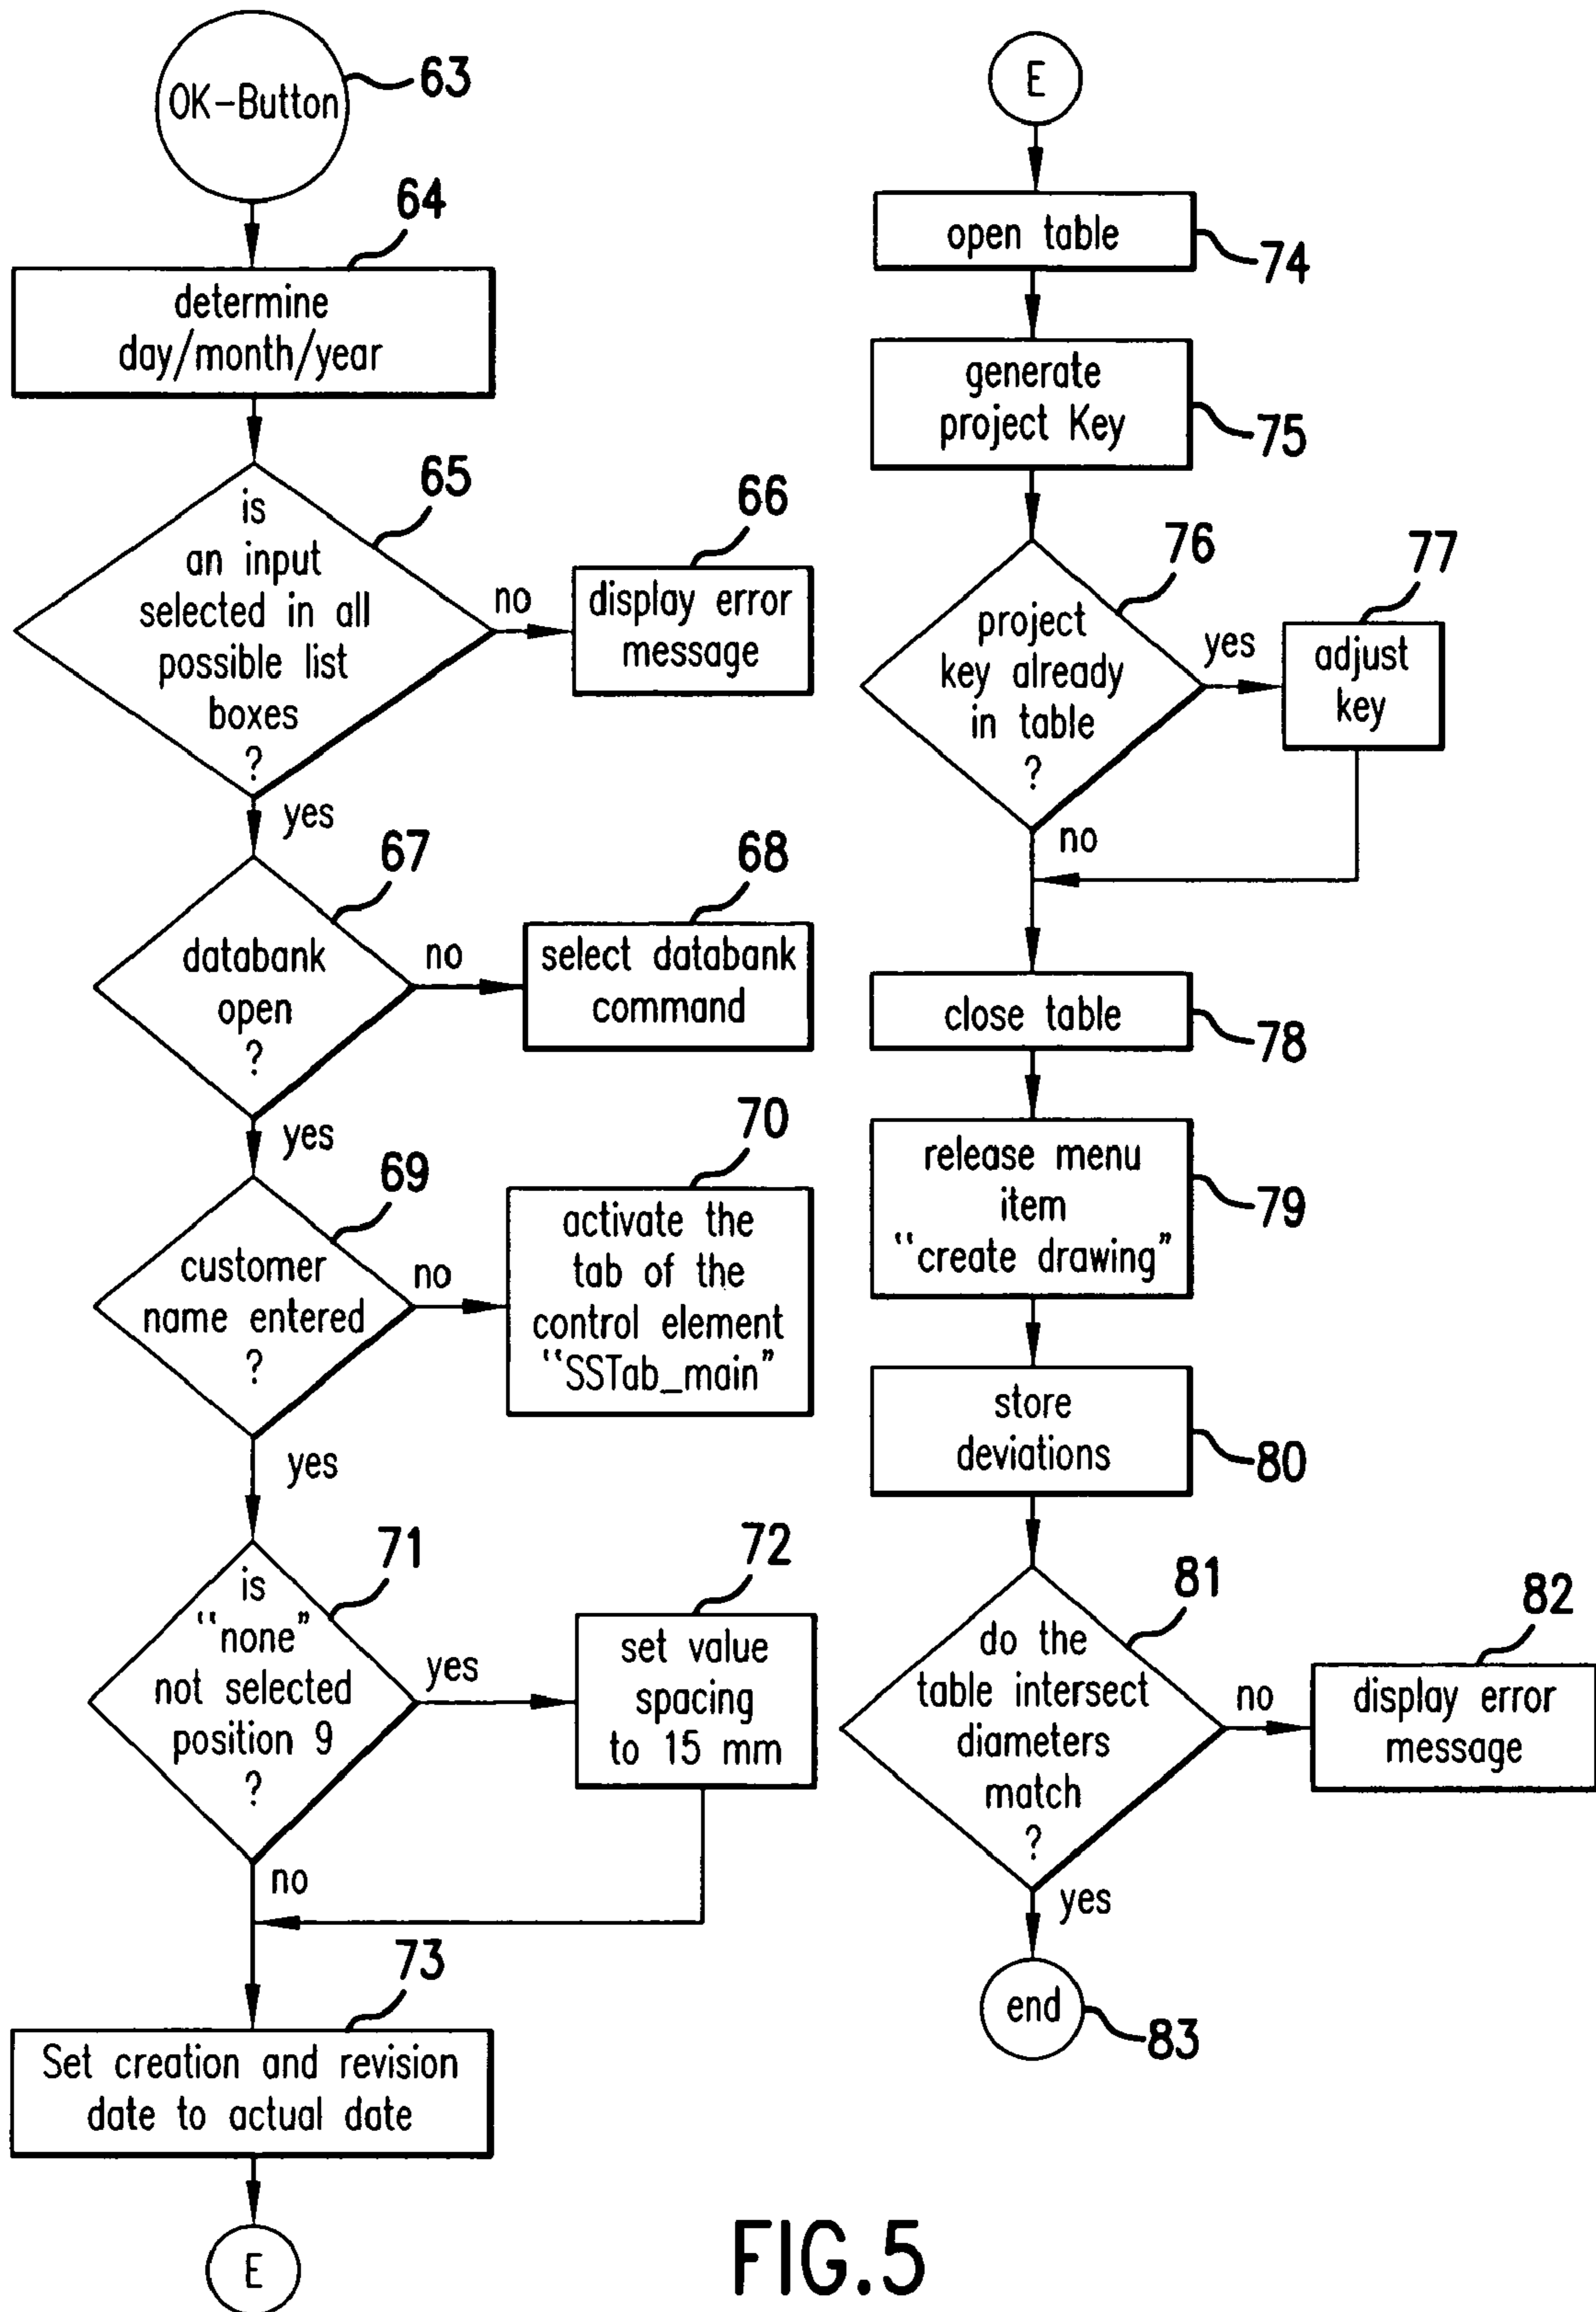 OK-Button
63
64
determine
day/month/year
65
is
an input
selected in all
possible list
boxes
?
no
66
display error
message
yes
67
databank
open
?
no
68
select databank
command
yes
69
customer
name entered
?
no
70
activate the
tab of the
control element
"SSTab_main"
yes
71
is
"none"
not selected
position 9
?
yes
72
set value
spacing
to 15 mm
no
73
Set creation and revision
date to actual date
E
E
open table
74
generate
project Key
75
76
project
key already
in table
?
yes
77
adjust
key
no
close table
78
release menu
item
"create drawing"
79
store
deviations
80
81
do the
table intersect
diameters
match
?
no
82
display error
message
yes
end
83
FIG.5